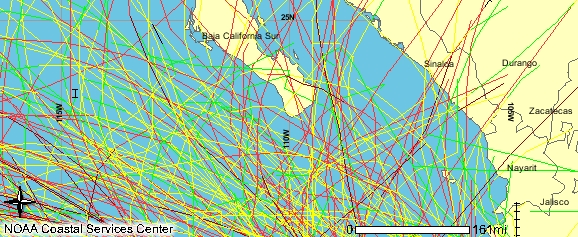 25N
Baja California Sur
Sinaloa
Durango
115W
105W
Zacatecas
110W
Nayarit
Jalisco
NOAA Coastal Services Center
0
161mi